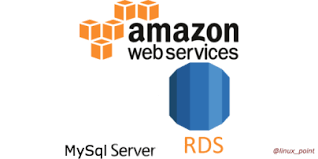 amazon
web services
RDS
MySql Server
@linux_point